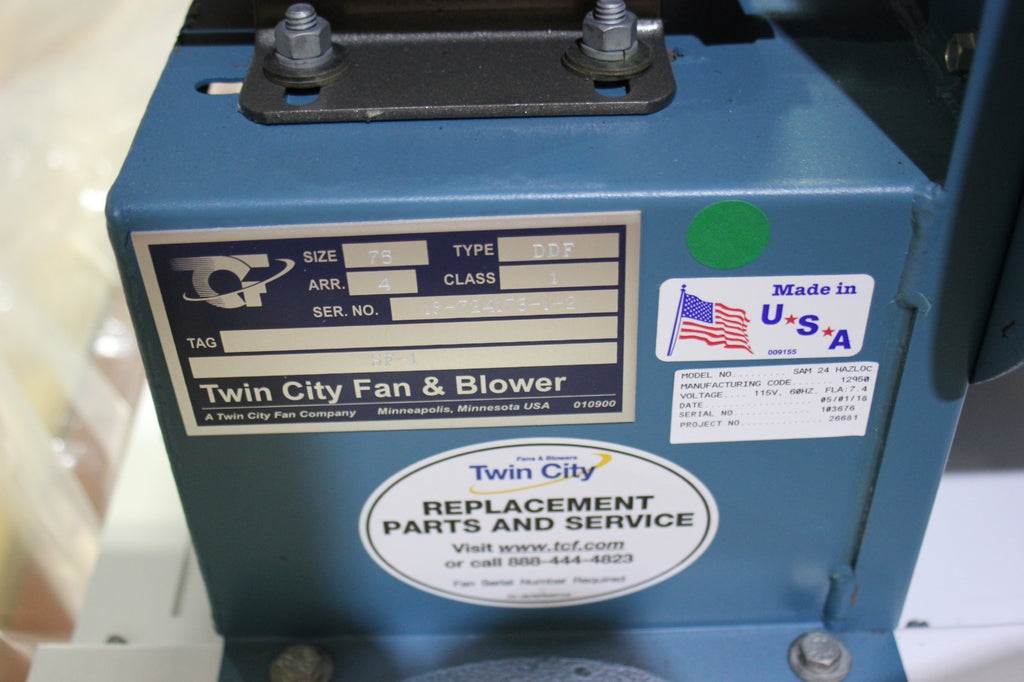 SIZE 75 TYPE DDF
ARR. 4 CLASS 1
SER. NO.
TAG
SF-1
Twin City Fan & Blower
A Twin City Fan Company Minneapolis, Minnesota USA 010900
Made in
U★S★A
009155
MODEL NO......... SAM 24 HAZLOC
MANUFACTURING CODE...... 12950
VOLTAGE.... 115V, 60HZ, FLA:7.4
DATE.................... 05/01/18
SERIAL NO............... 103676
PROJECT NO.............. 26681
Fans & Blowers
Twin City
REPLACEMENT
PARTS AND SERVICE
Visit www.tcf.com
or call 888-444-4823
Fan Serial Number Required